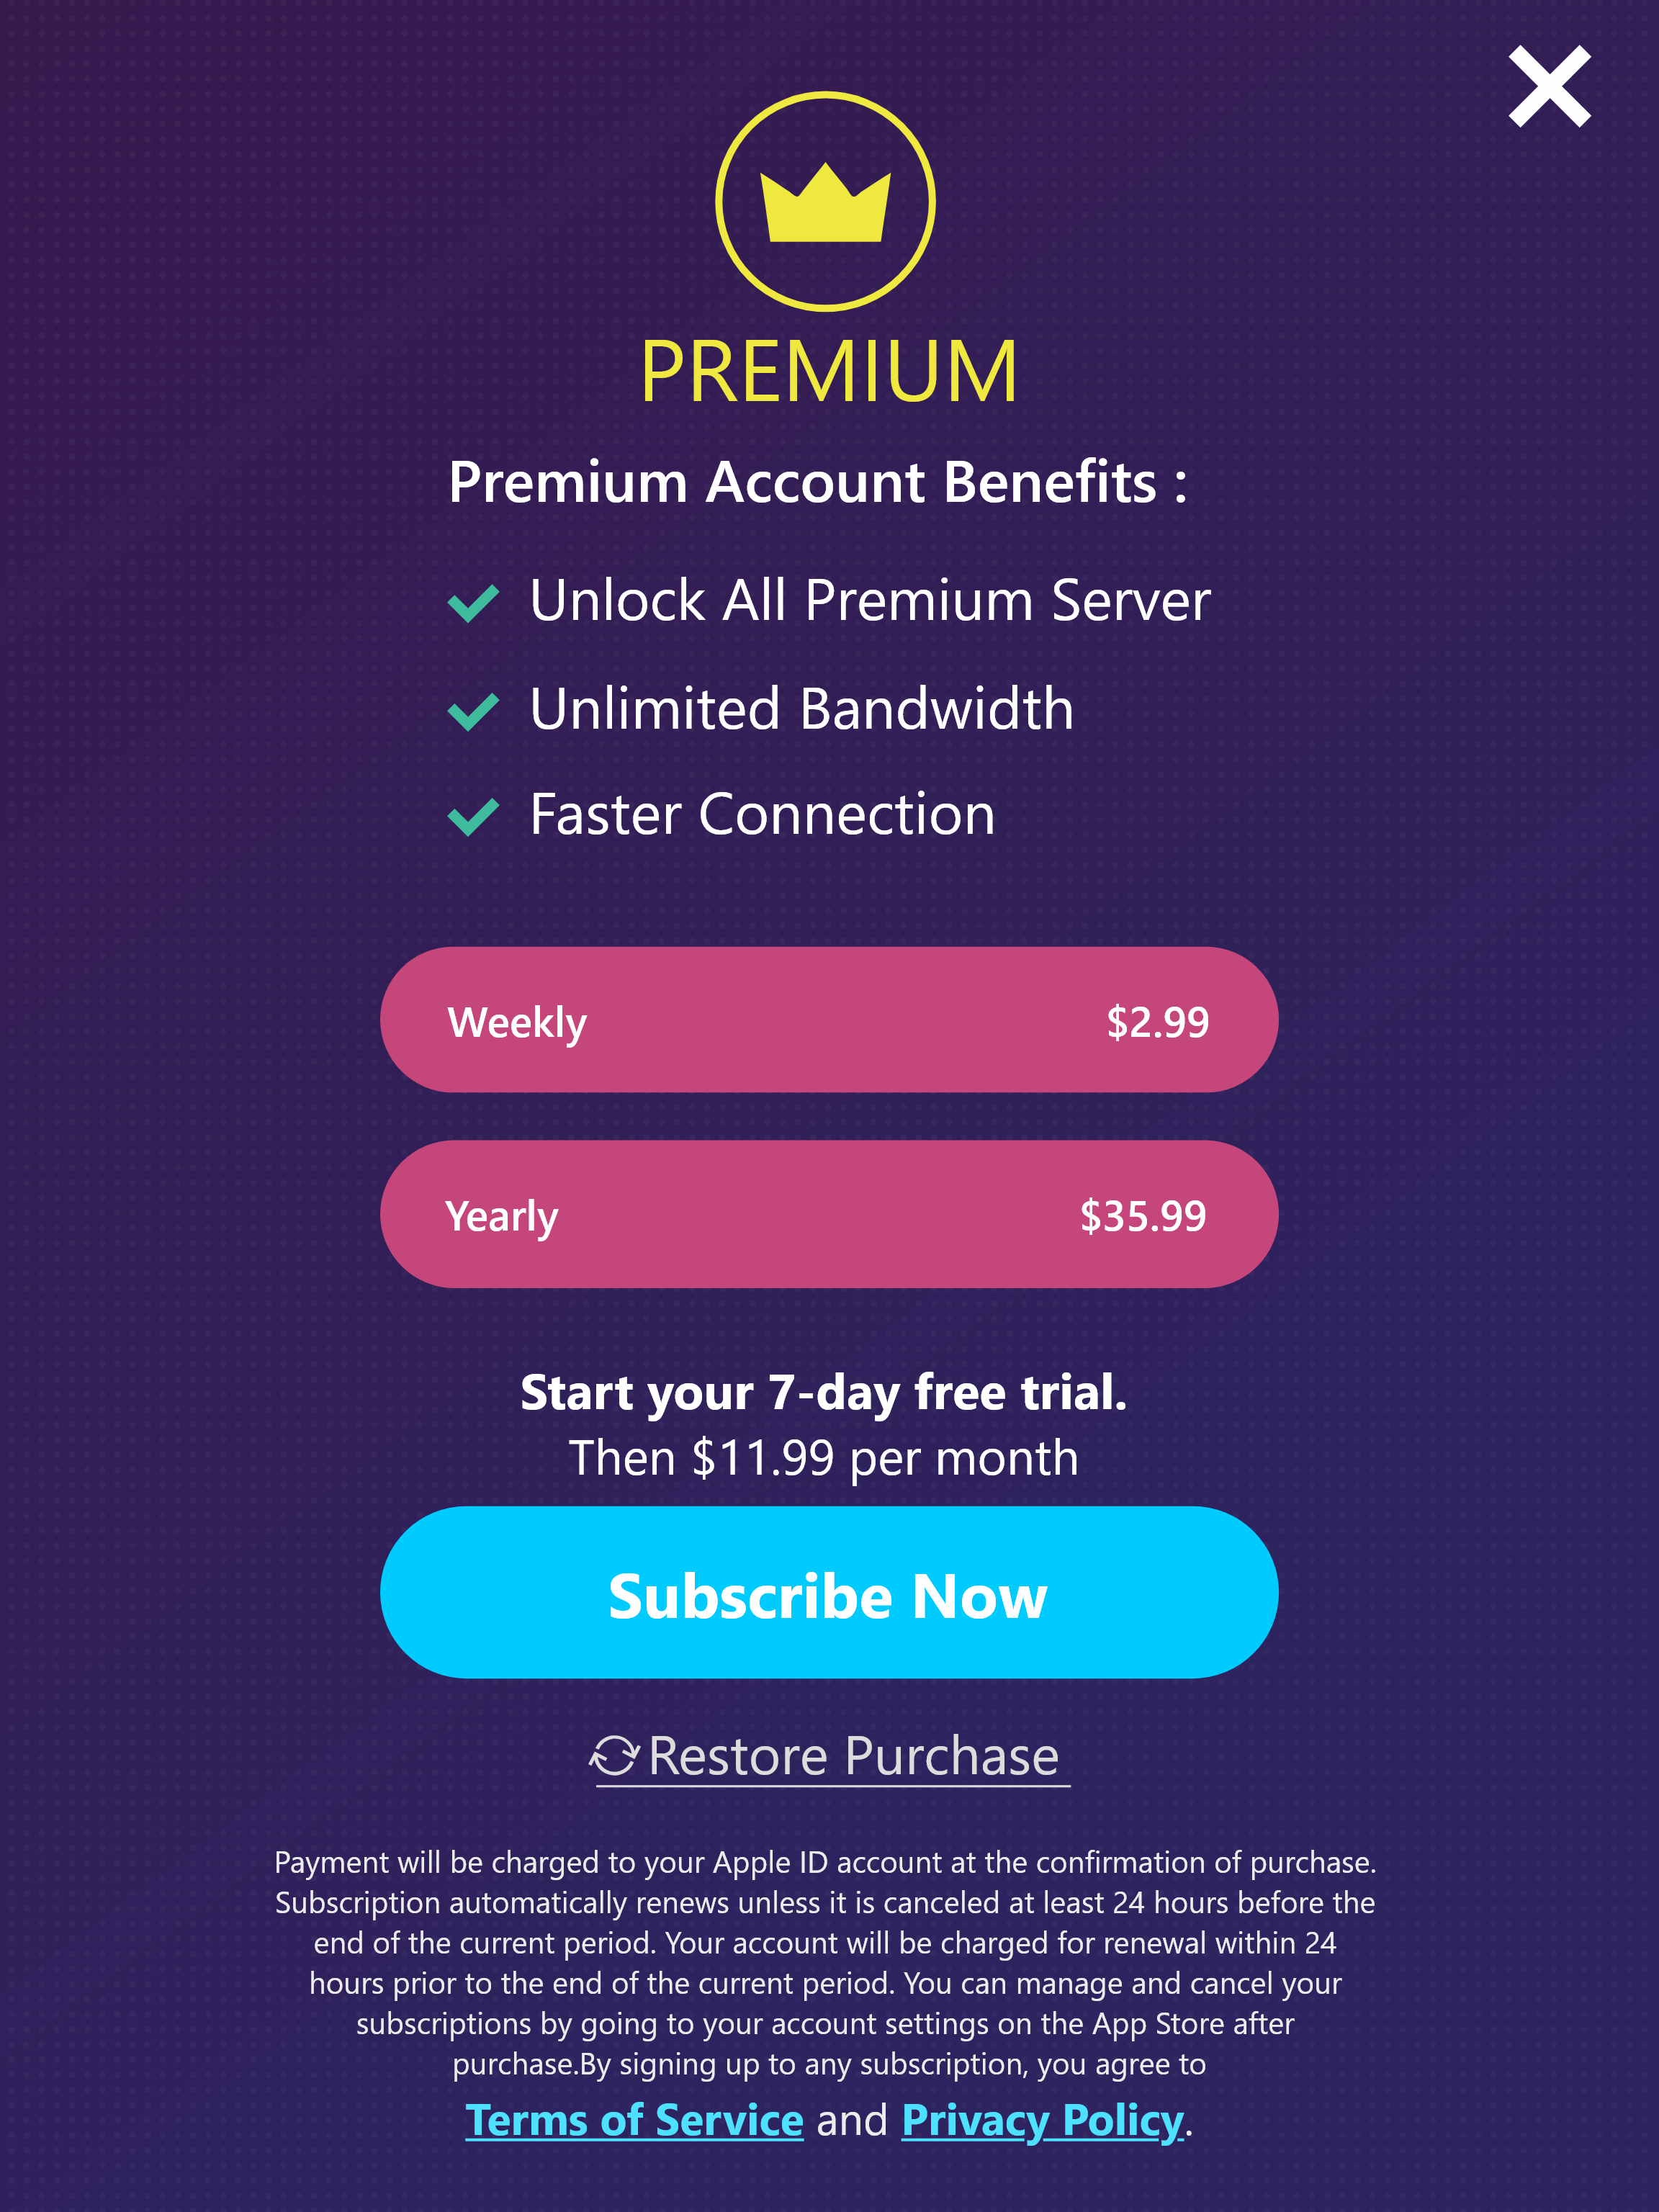 PREMIUM
Premium Account Benefits :
Unlock All Premium Server
Unlimited Bandwidth
Faster Connection
Weekly $2.99
Yearly $35.99
Start your 7-day free trial.
Then $11.99 per month
Subscribe Now
Restore Purchase
Payment will be charged to your Apple ID account at the confirmation of purchase.
Subscription automatically renews unless it is canceled at least 24 hours before the
end of the current period. Your account will be charged for renewal within 24
hours prior to the end of the current period. You can manage and cancel your
subscriptions by going to your account settings on the App Store after
purchase.By signing up to any subscription, you agree to
Terms of Service and Privacy Policy.